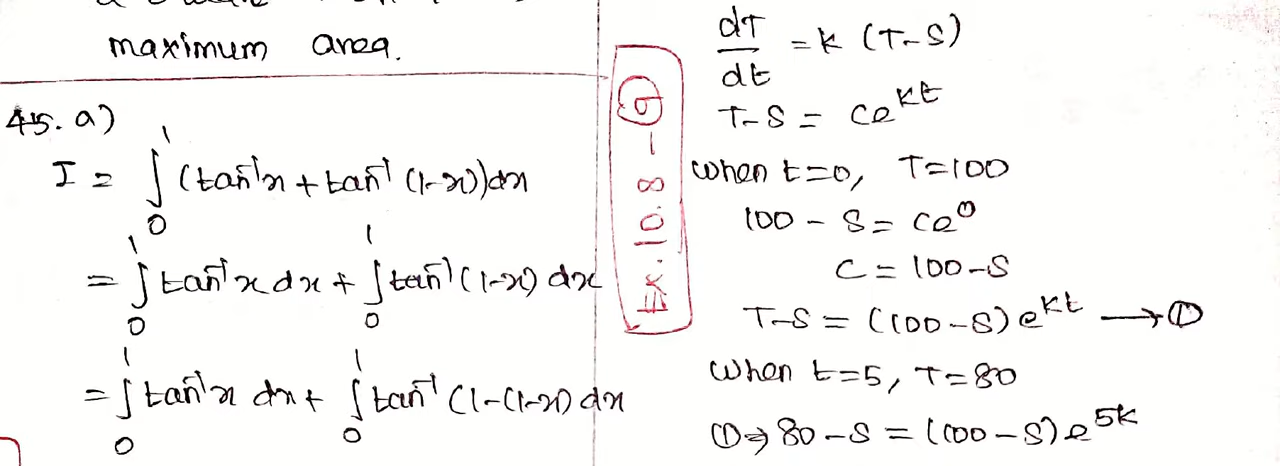 maximum area.
45. a)
I = ∫₀¹ (tan⁻¹x + tan⁻¹ (1-x))dx
= ∫₀¹ tan⁻¹x dx + ∫₀¹ tan⁻¹(1-x) dx
= ∫₀¹ tan⁻¹x dx + ∫₀¹ tan⁻¹ (1-(1-x) dx
Ex. 10.8 - ⑥
dT/dt = k (T-S)
T-S = ce^kt
when t=0, T=100
100 - S = ce⁰
C = 100-S
T-S = (100-S) e^kt → ①
when t=5, T=80
①⇒ 80-S = (100-S) e^5k